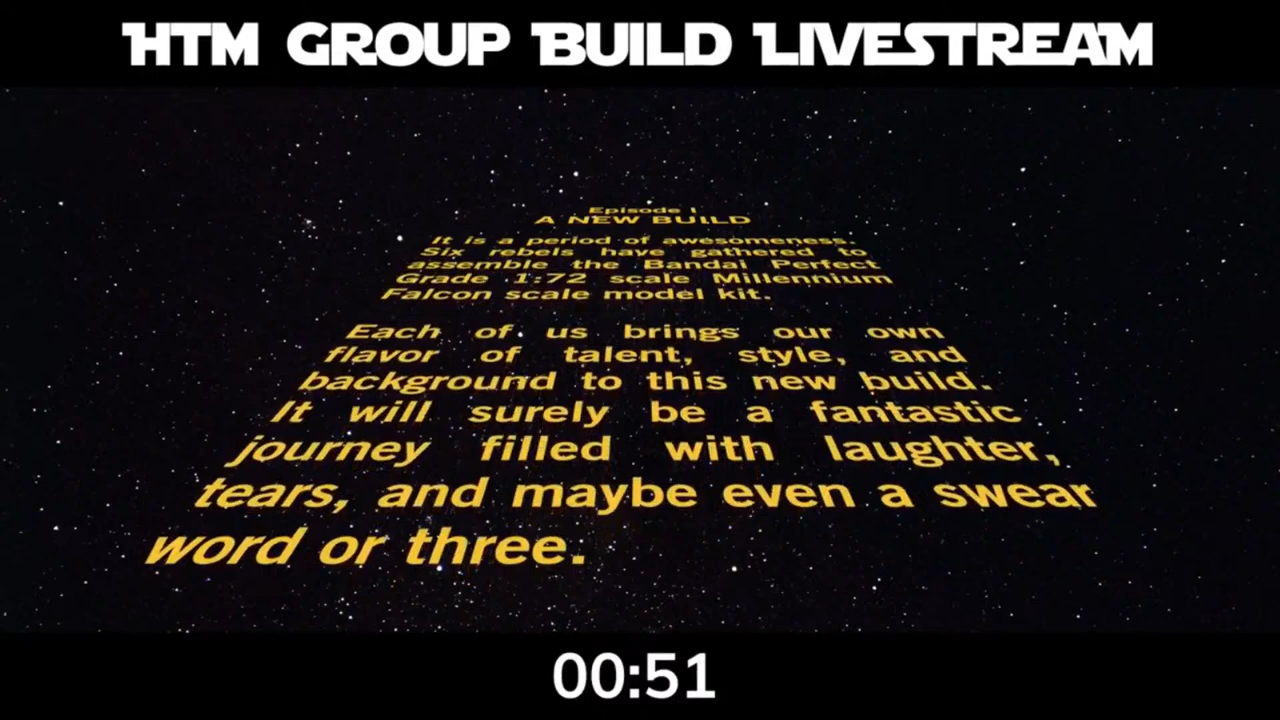 HTM GROUP BUILD LIVESTREAM
Episode I
A NEW BUILD
It is a period of awesomeness.
Six rebels have gathered to
assemble the Bandai Perfect
Grade 1:72 scale Millennium
Falcon scale model kit.
Each of us brings our own
flavor of talent, style, and
background to this new build.
It will surely be a fantastic
journey filled with laughter,
tears, and maybe even a swear
word or three.
00:51